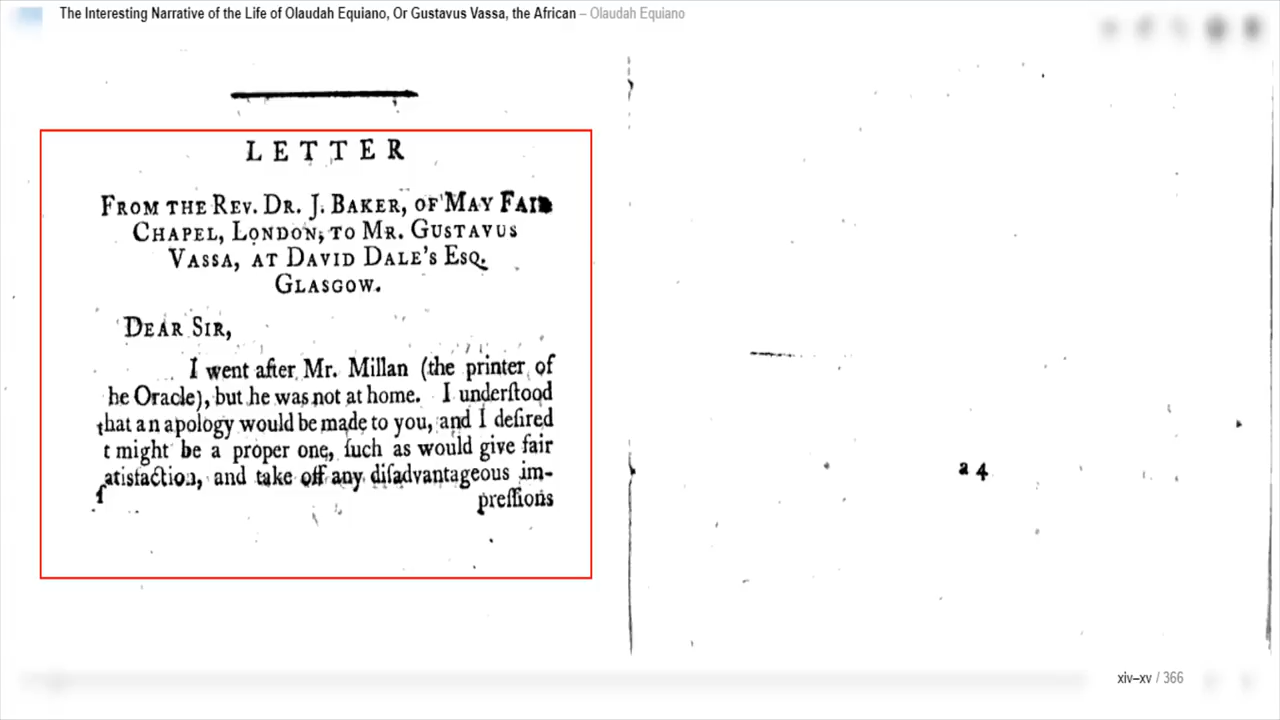 The Interesting Narrative of the Life of Olaudah Equiano, Or Gustavus Vassa, the African – Olaudah Equiano
LETTER
FROM THE REV. DR. J. BAKER, OF MAY FAIR
CHAPEL, LONDON, TO MR. GUSTAVUS
VASSA, AT DAVID DALE'S ESQ.
GLASGOW.
DEAR SIR,
I went after Mr. Millan (the printer of
he Oracle), but he was not at home. I underſtood
that an apology would be made to you, and I deſired
t might be a proper one, ſuch as would give fair
ſatisfaction, and take off any diſadvantageous im-
preſſions
a 4
xiv–xv / 366